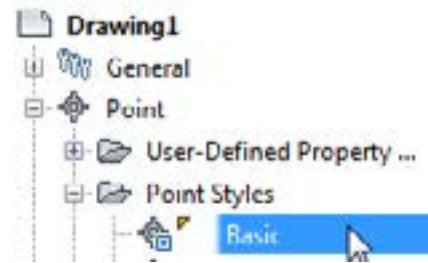 Drawing1
General
Point
User-Defined Property ...
Point Styles
Basic